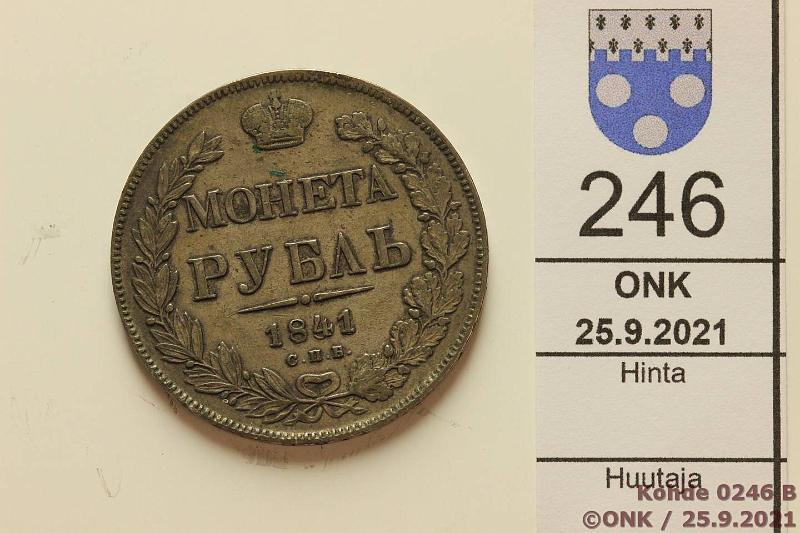 МОНЕТА
РУБЛЬ
1841
С.П.Б.
246
ONK
25.9.2021
Hinta
Huutaja
Kohde 0246 B
©ONK / 25.9.2021